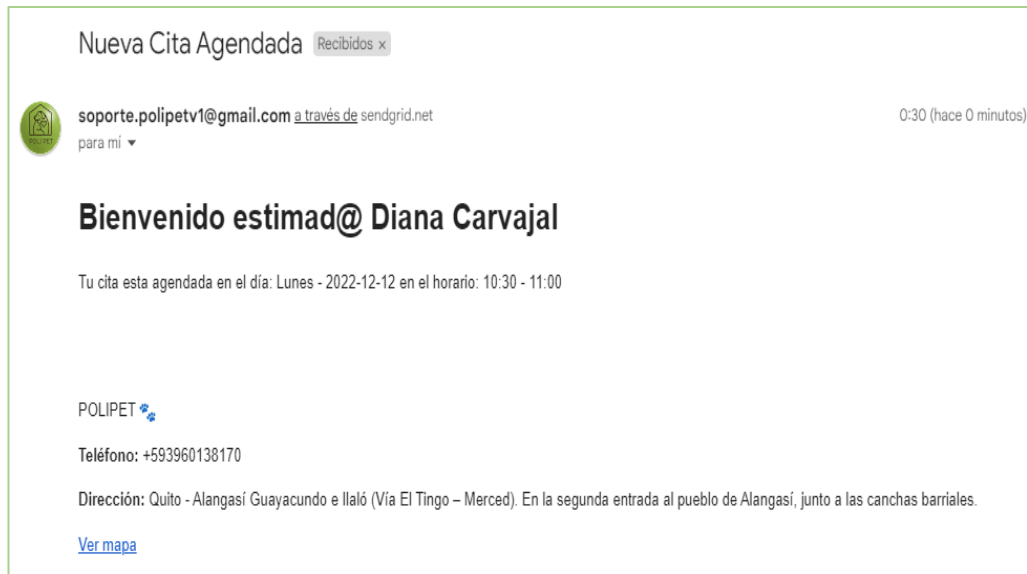 Nueva Cita Agendada Recibidos x
soporte.polipetv1@gmail.com a través de sendgrid.net 0:30 (hace 0 minutos)
para mí
POLIPET
Bienvenido estimad@ Diana Carvajal
Tu cita esta agendada en el día: Lunes - 2022-12-12 en el horario: 10:30 - 11:00
POLIPET 🐾
Teléfono: +593960138170
Dirección: Quito - Alangasí Guayacundo e Ilaló (Vía El Tingo – Merced). En la segunda entrada al pueblo de Alangasí, junto a las canchas barriales.
Ver mapa